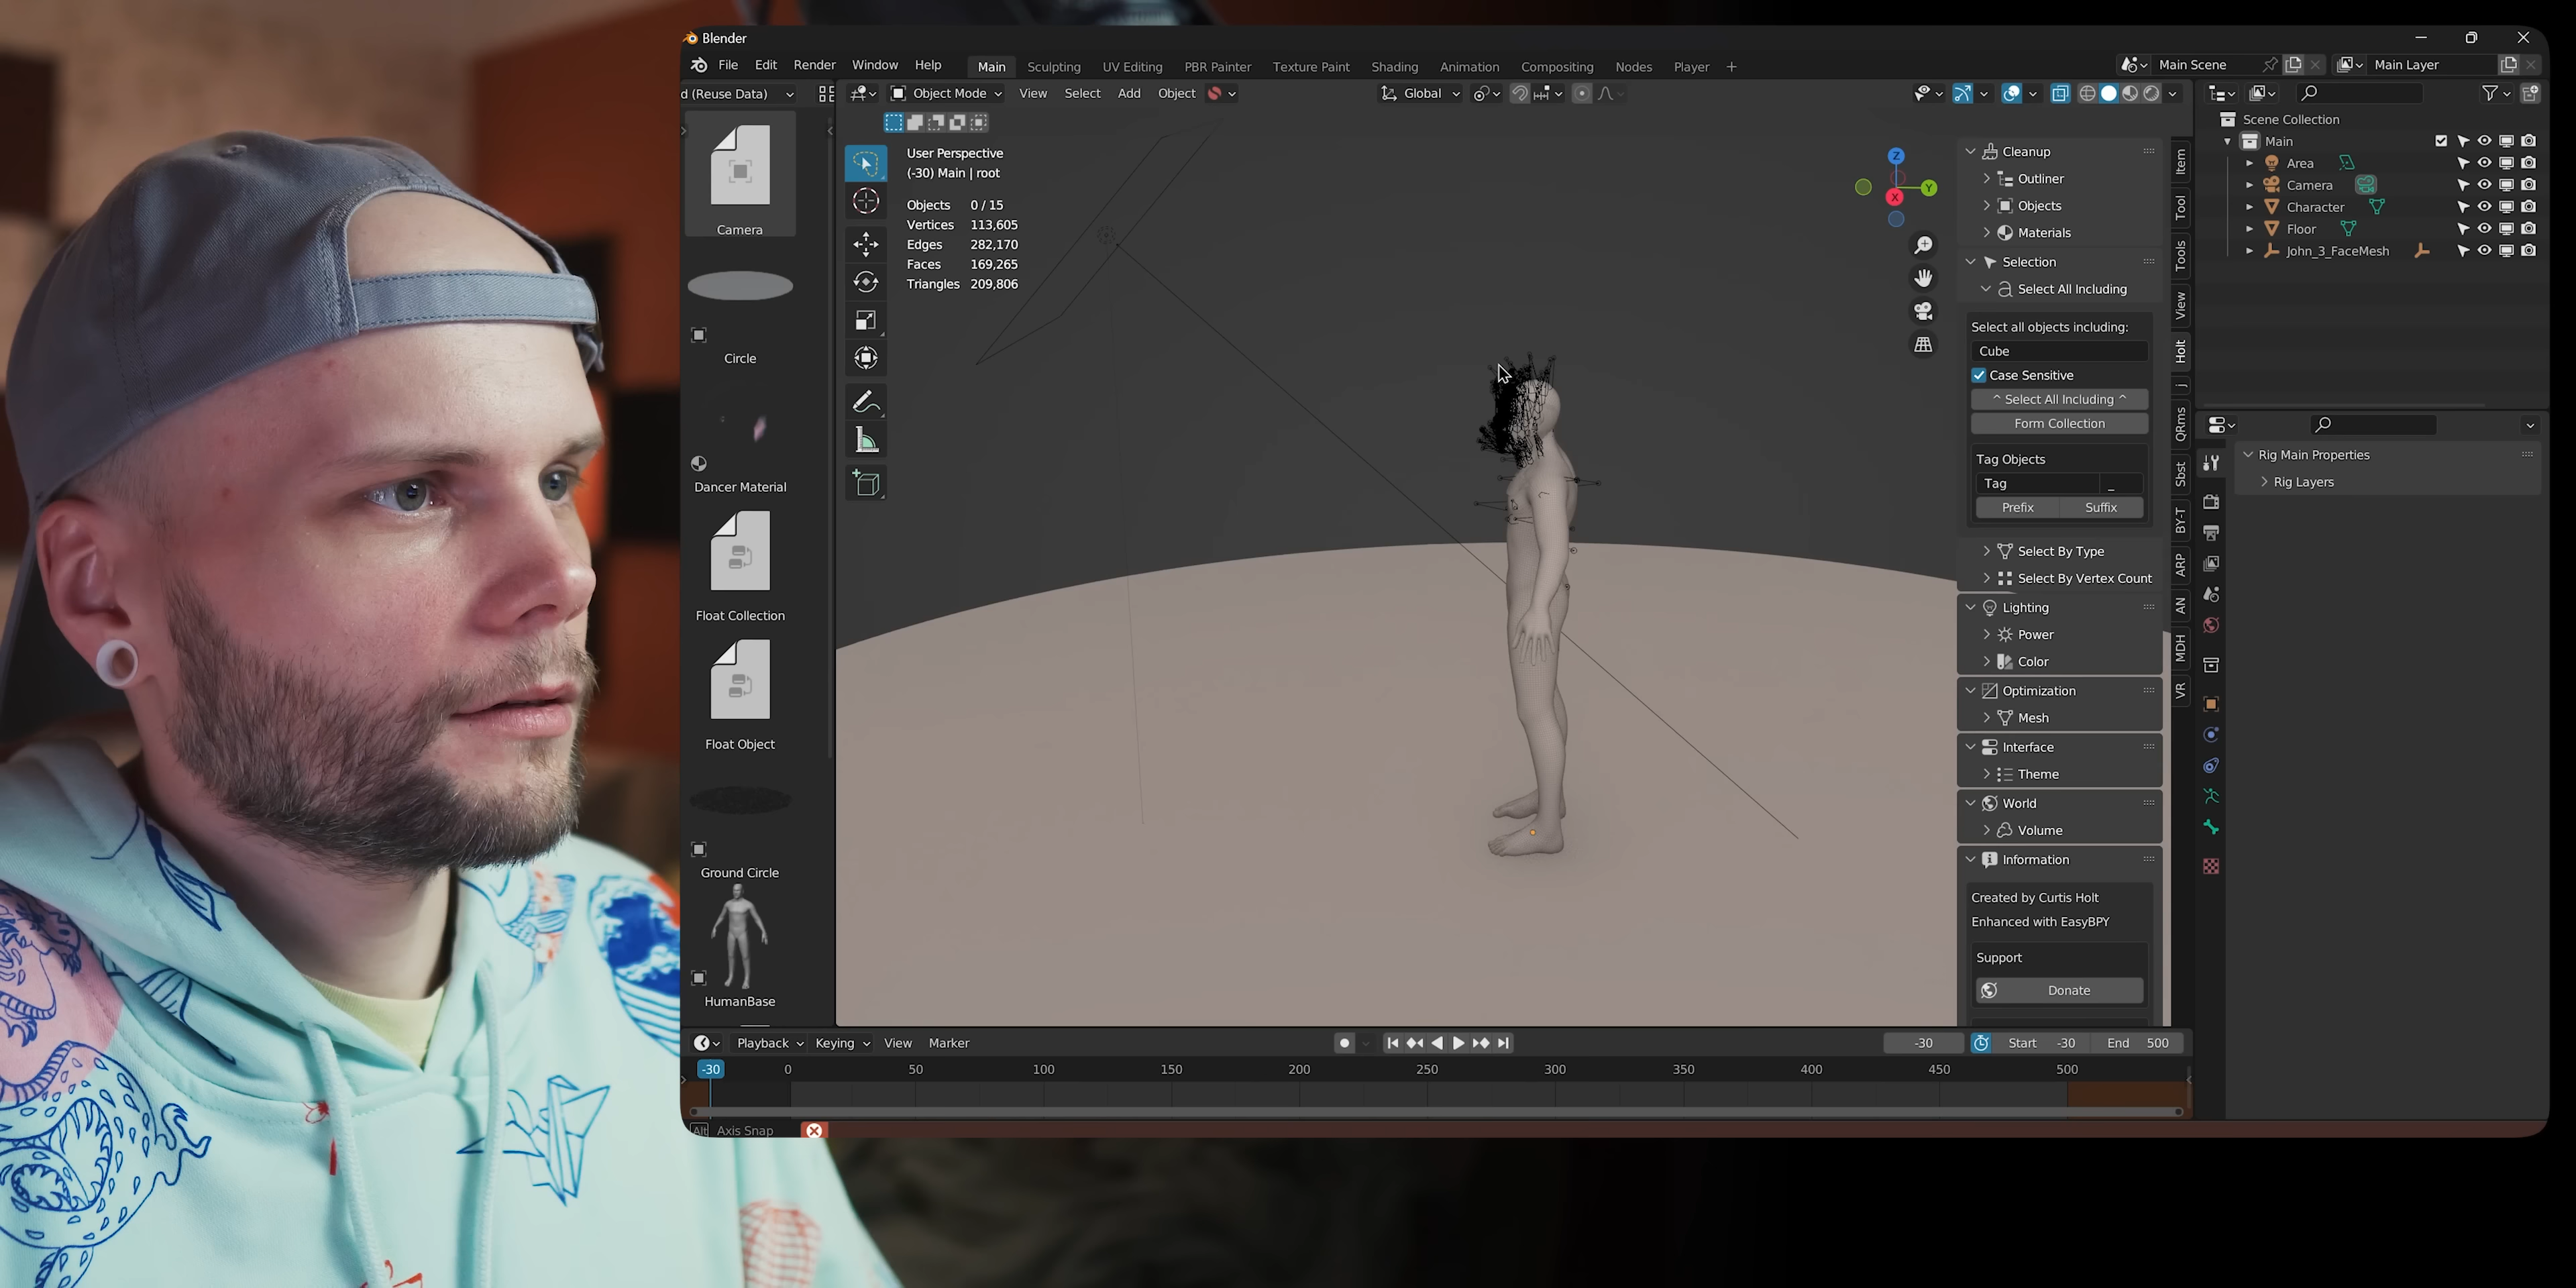 Blender
File Edit Render Window Help Main Sculpting UV Editing PBR Painter Texture Paint Shading Animation Compositing Nodes Player + Main Scene Main Layer
d (Reuse Data) Object Mode View Select Add Object Global
Camera
Circle
Dancer Material
Float Collection
Float Object
Ground Circle
HumanBase
User Perspective
(-30) Main | root
Objects 0 / 15
Vertices 113,605
Edges 282,170
Faces 169,265
Triangles 209,806
Z
Y
X
Cleanup
Outliner
Objects
Materials
Selection
Select All Including
Select all objects including:
Cube
Case Sensitive
^ Select All Including ^
Form Collection
Tag Objects
Tag _
Prefix Suffix
Select By Type
Select By Vertex Count
Lighting
Power
Color
Optimization
Mesh
Interface
Theme
World
Volume
Information
Created by Curtis Holt
Enhanced with EasyBPY
Support
Donate
Item
Tool
Tools
View
Holt
j
QRms
Sbst
BY-T
ARP
AN
MDH
VR
Scene Collection
Main
Area
Camera
Character
Floor
John_3_FaceMesh
Rig Main Properties
Rig Layers
Playback Keying View Marker -30 Start -30 End 500
-30 0 50 100 150 200 250 300 350 400 450 500
Alt Axis Snap